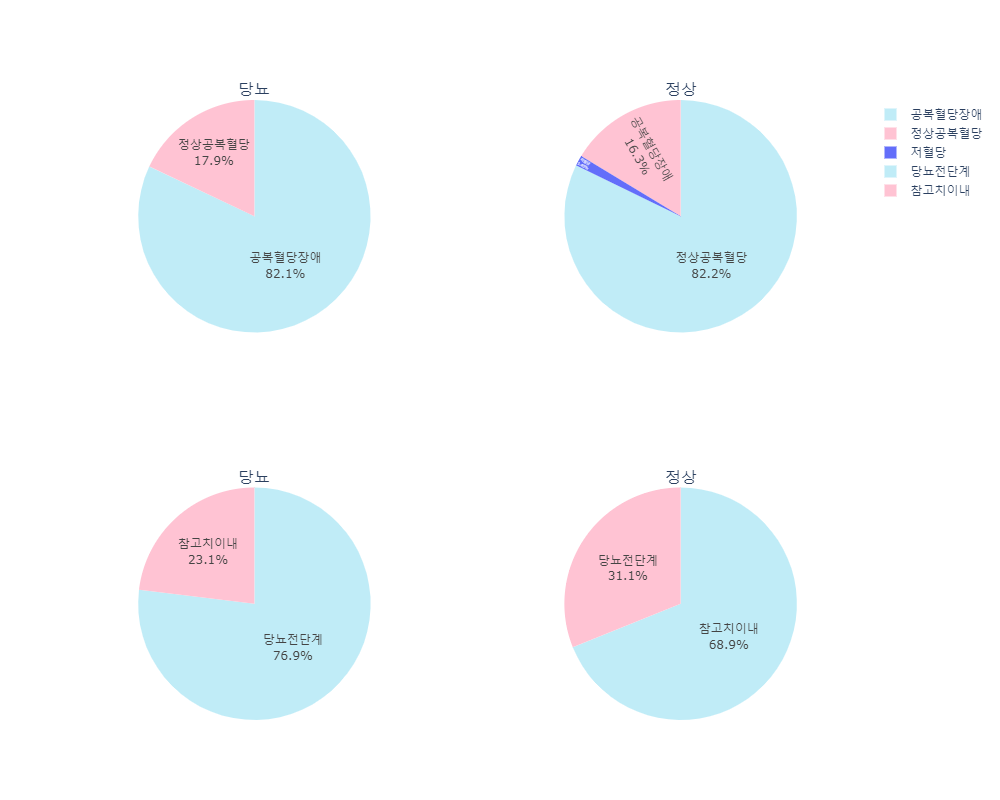 당뇨
정상공복혈당
17.9%
공복혈당장애
82.1%
정상
공복혈당장애
16.3%
정상공복혈당
82.2%
공복혈당장애
정상공복혈당
저혈당
당뇨전단계
참고치이내
당뇨
참고치이내
23.1%
당뇨전단계
76.9%
정상
당뇨전단계
31.1%
참고치이내
68.9%